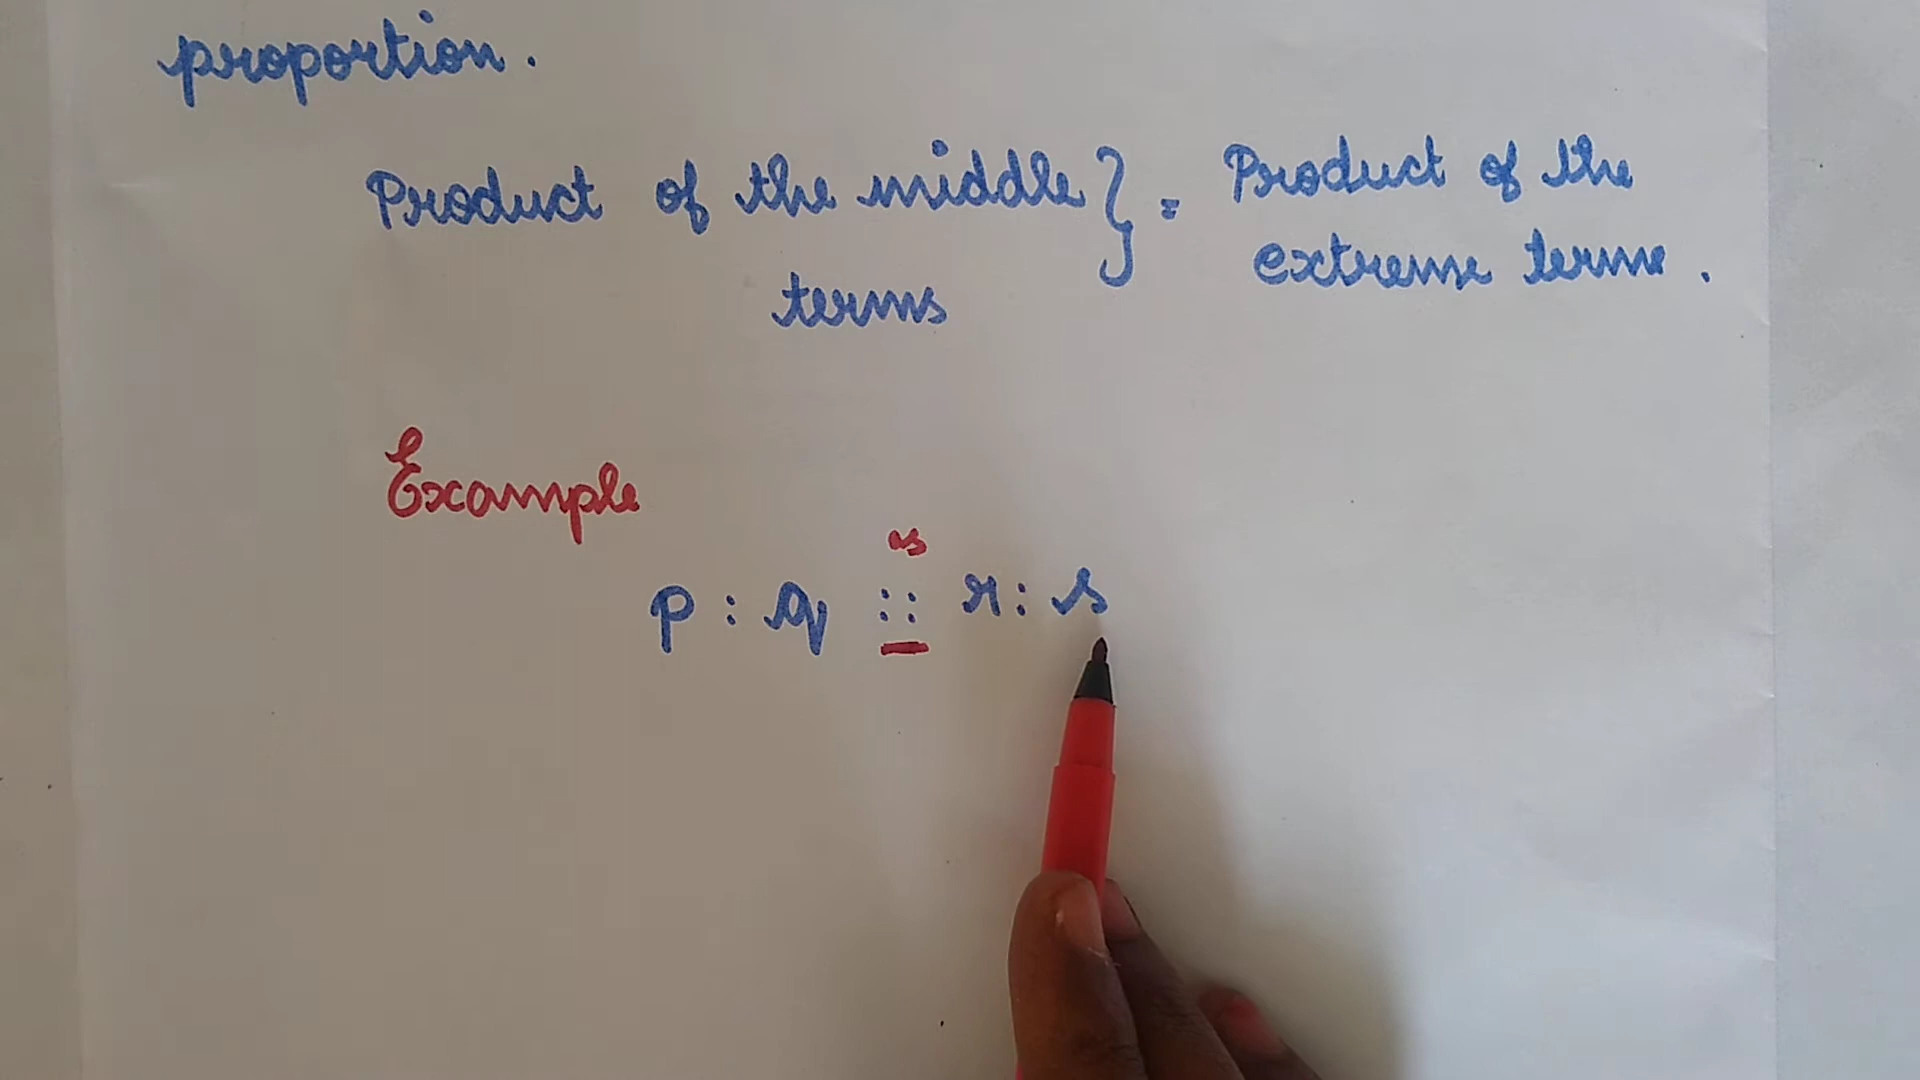 proportion.
Product of the middle } = Product of the
terms extreme terms.
Example
as
p : q :: r : s